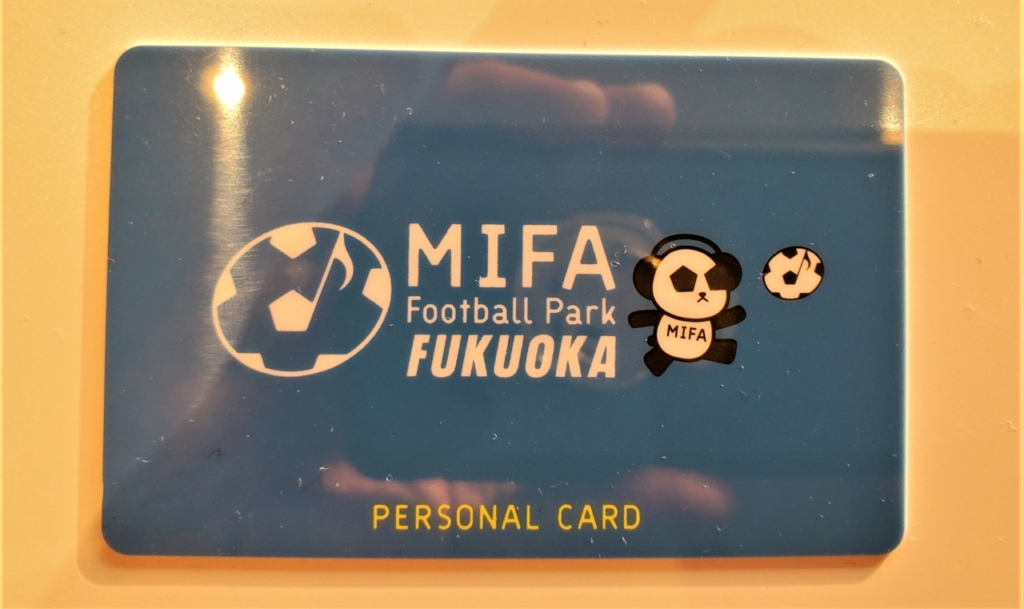 MIFA
Football Park
FUKUOKA
MIFA
PERSONAL CARD